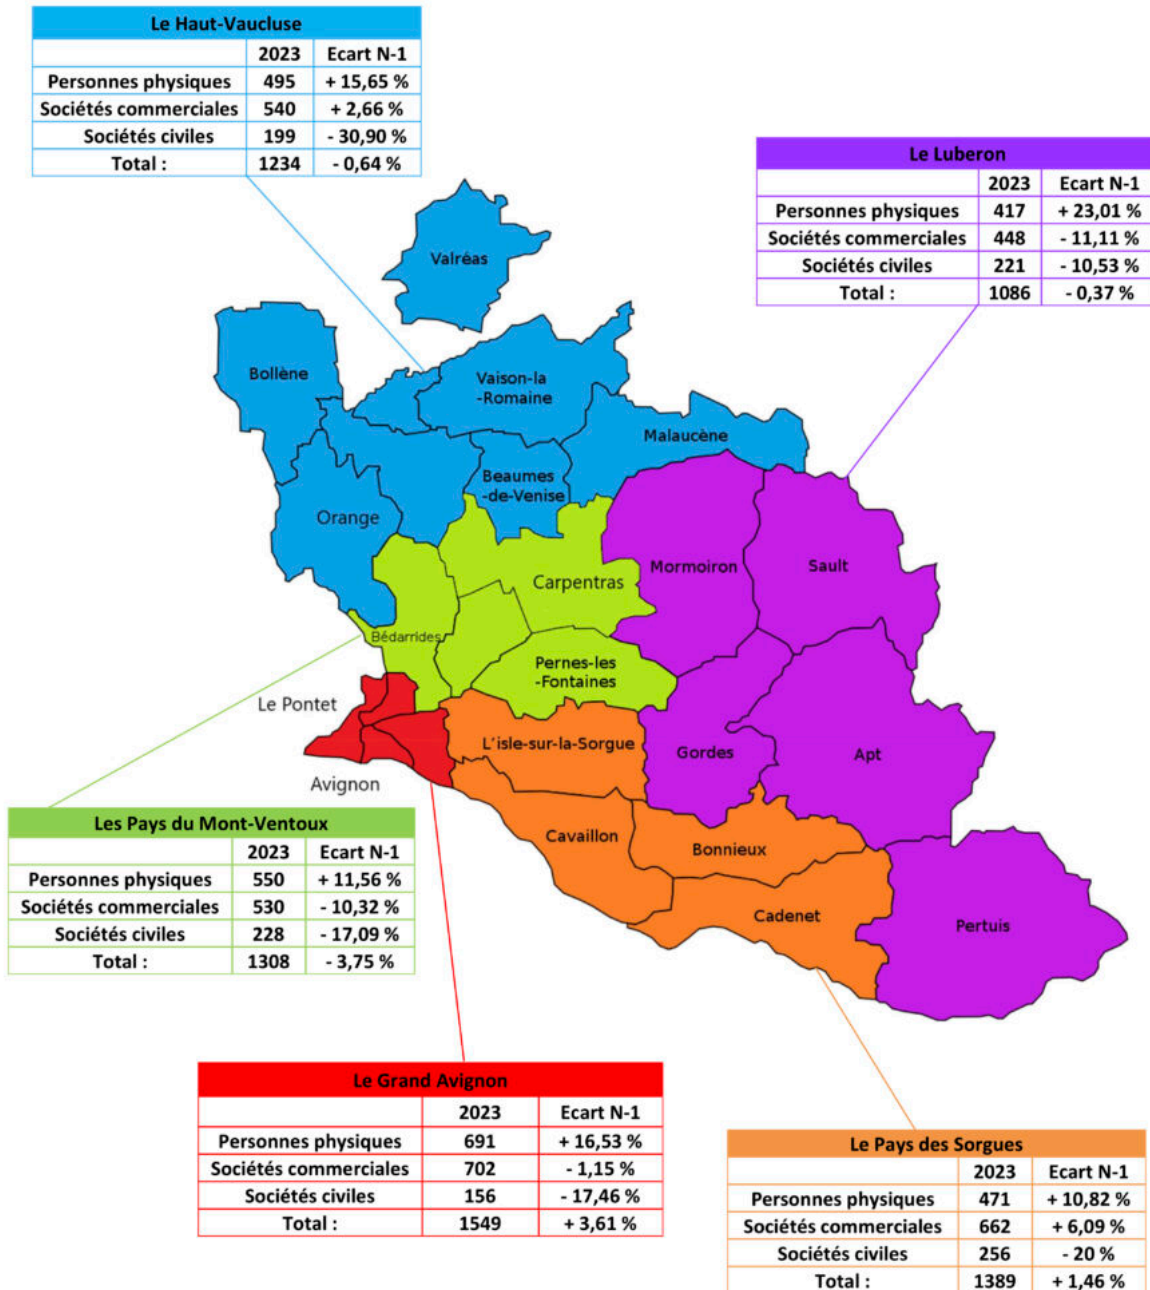 Le Haut-Vaucluse
2023 Ecart N-1
Personnes physiques 495 + 15,65 %
Sociétés commerciales 540 + 2,66 %
Sociétés civiles 199 - 30,90 %
Total : 1234 - 0,64 %
Le Luberon
2023 Ecart N-1
Personnes physiques 417 + 23,01 %
Sociétés commerciales 448 - 11,11 %
Sociétés civiles 221 - 10,53 %
Total : 1086 - 0,37 %
Valréas
Bollène
Vaison-la
-Romaine
Malaucène
Beaumes
-de-Venise
Orange
Mormoiron
Sault
Carpentras
Bédarrides
Pernes-les
-Fontaines
Le Pontet
L'isle-sur-la-Sorgue
Gordes
Apt
Avignon
Cavaillon
Bonnieux
Cadenet
Pertuis
Les Pays du Mont-Ventoux
2023 Ecart N-1
Personnes physiques 550 + 11,56 %
Sociétés commerciales 530 - 10,32 %
Sociétés civiles 228 - 17,09 %
Total : 1308 - 3,75 %
Le Grand Avignon
2023 Ecart N-1
Personnes physiques 691 + 16,53 %
Sociétés commerciales 702 - 1,15 %
Sociétés civiles 156 - 17,46 %
Total : 1549 + 3,61 %
Le Pays des Sorgues
2023 Ecart N-1
Personnes physiques 471 + 10,82 %
Sociétés commerciales 662 + 6,09 %
Sociétés civiles 256 - 20 %
Total : 1389 + 1,46 %